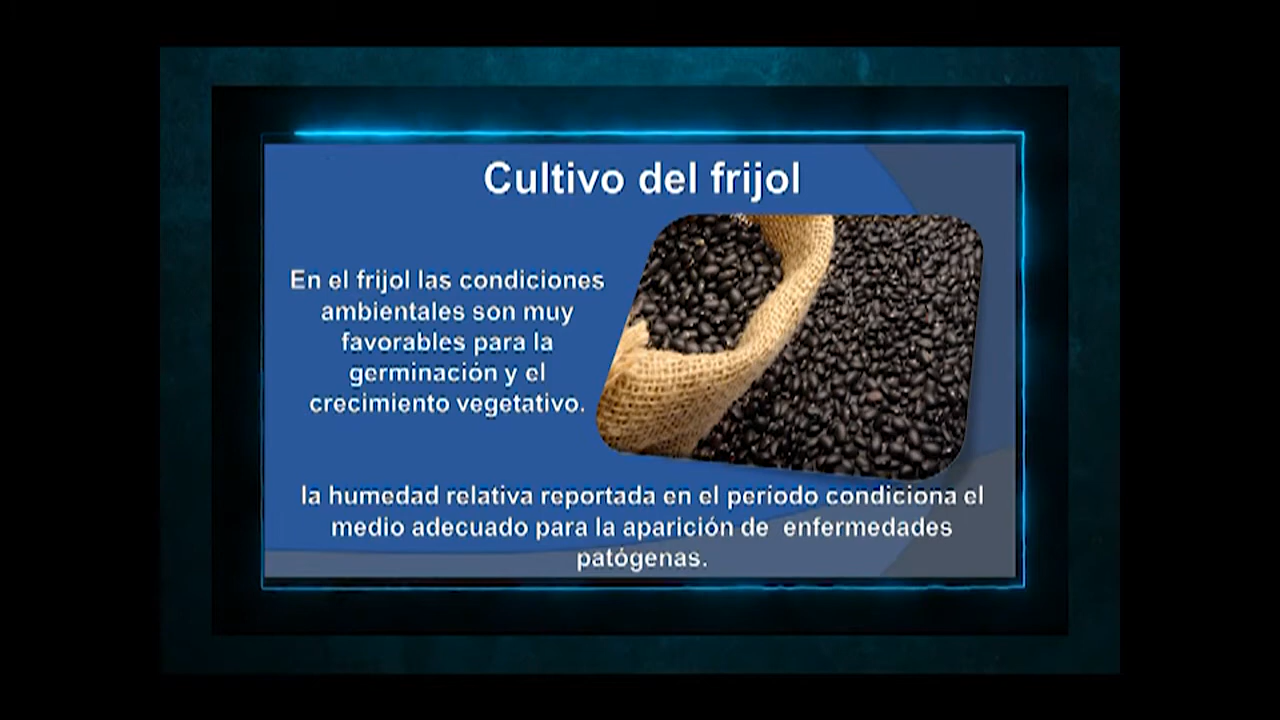 Cultivo del frijol
En el frijol las condiciones
ambientales son muy
favorables para la
germinación y el
crecimiento vegetativo.
la humedad relativa reportada en el periodo condiciona el
medio adecuado para la aparición de  enfermedades
patógenas.